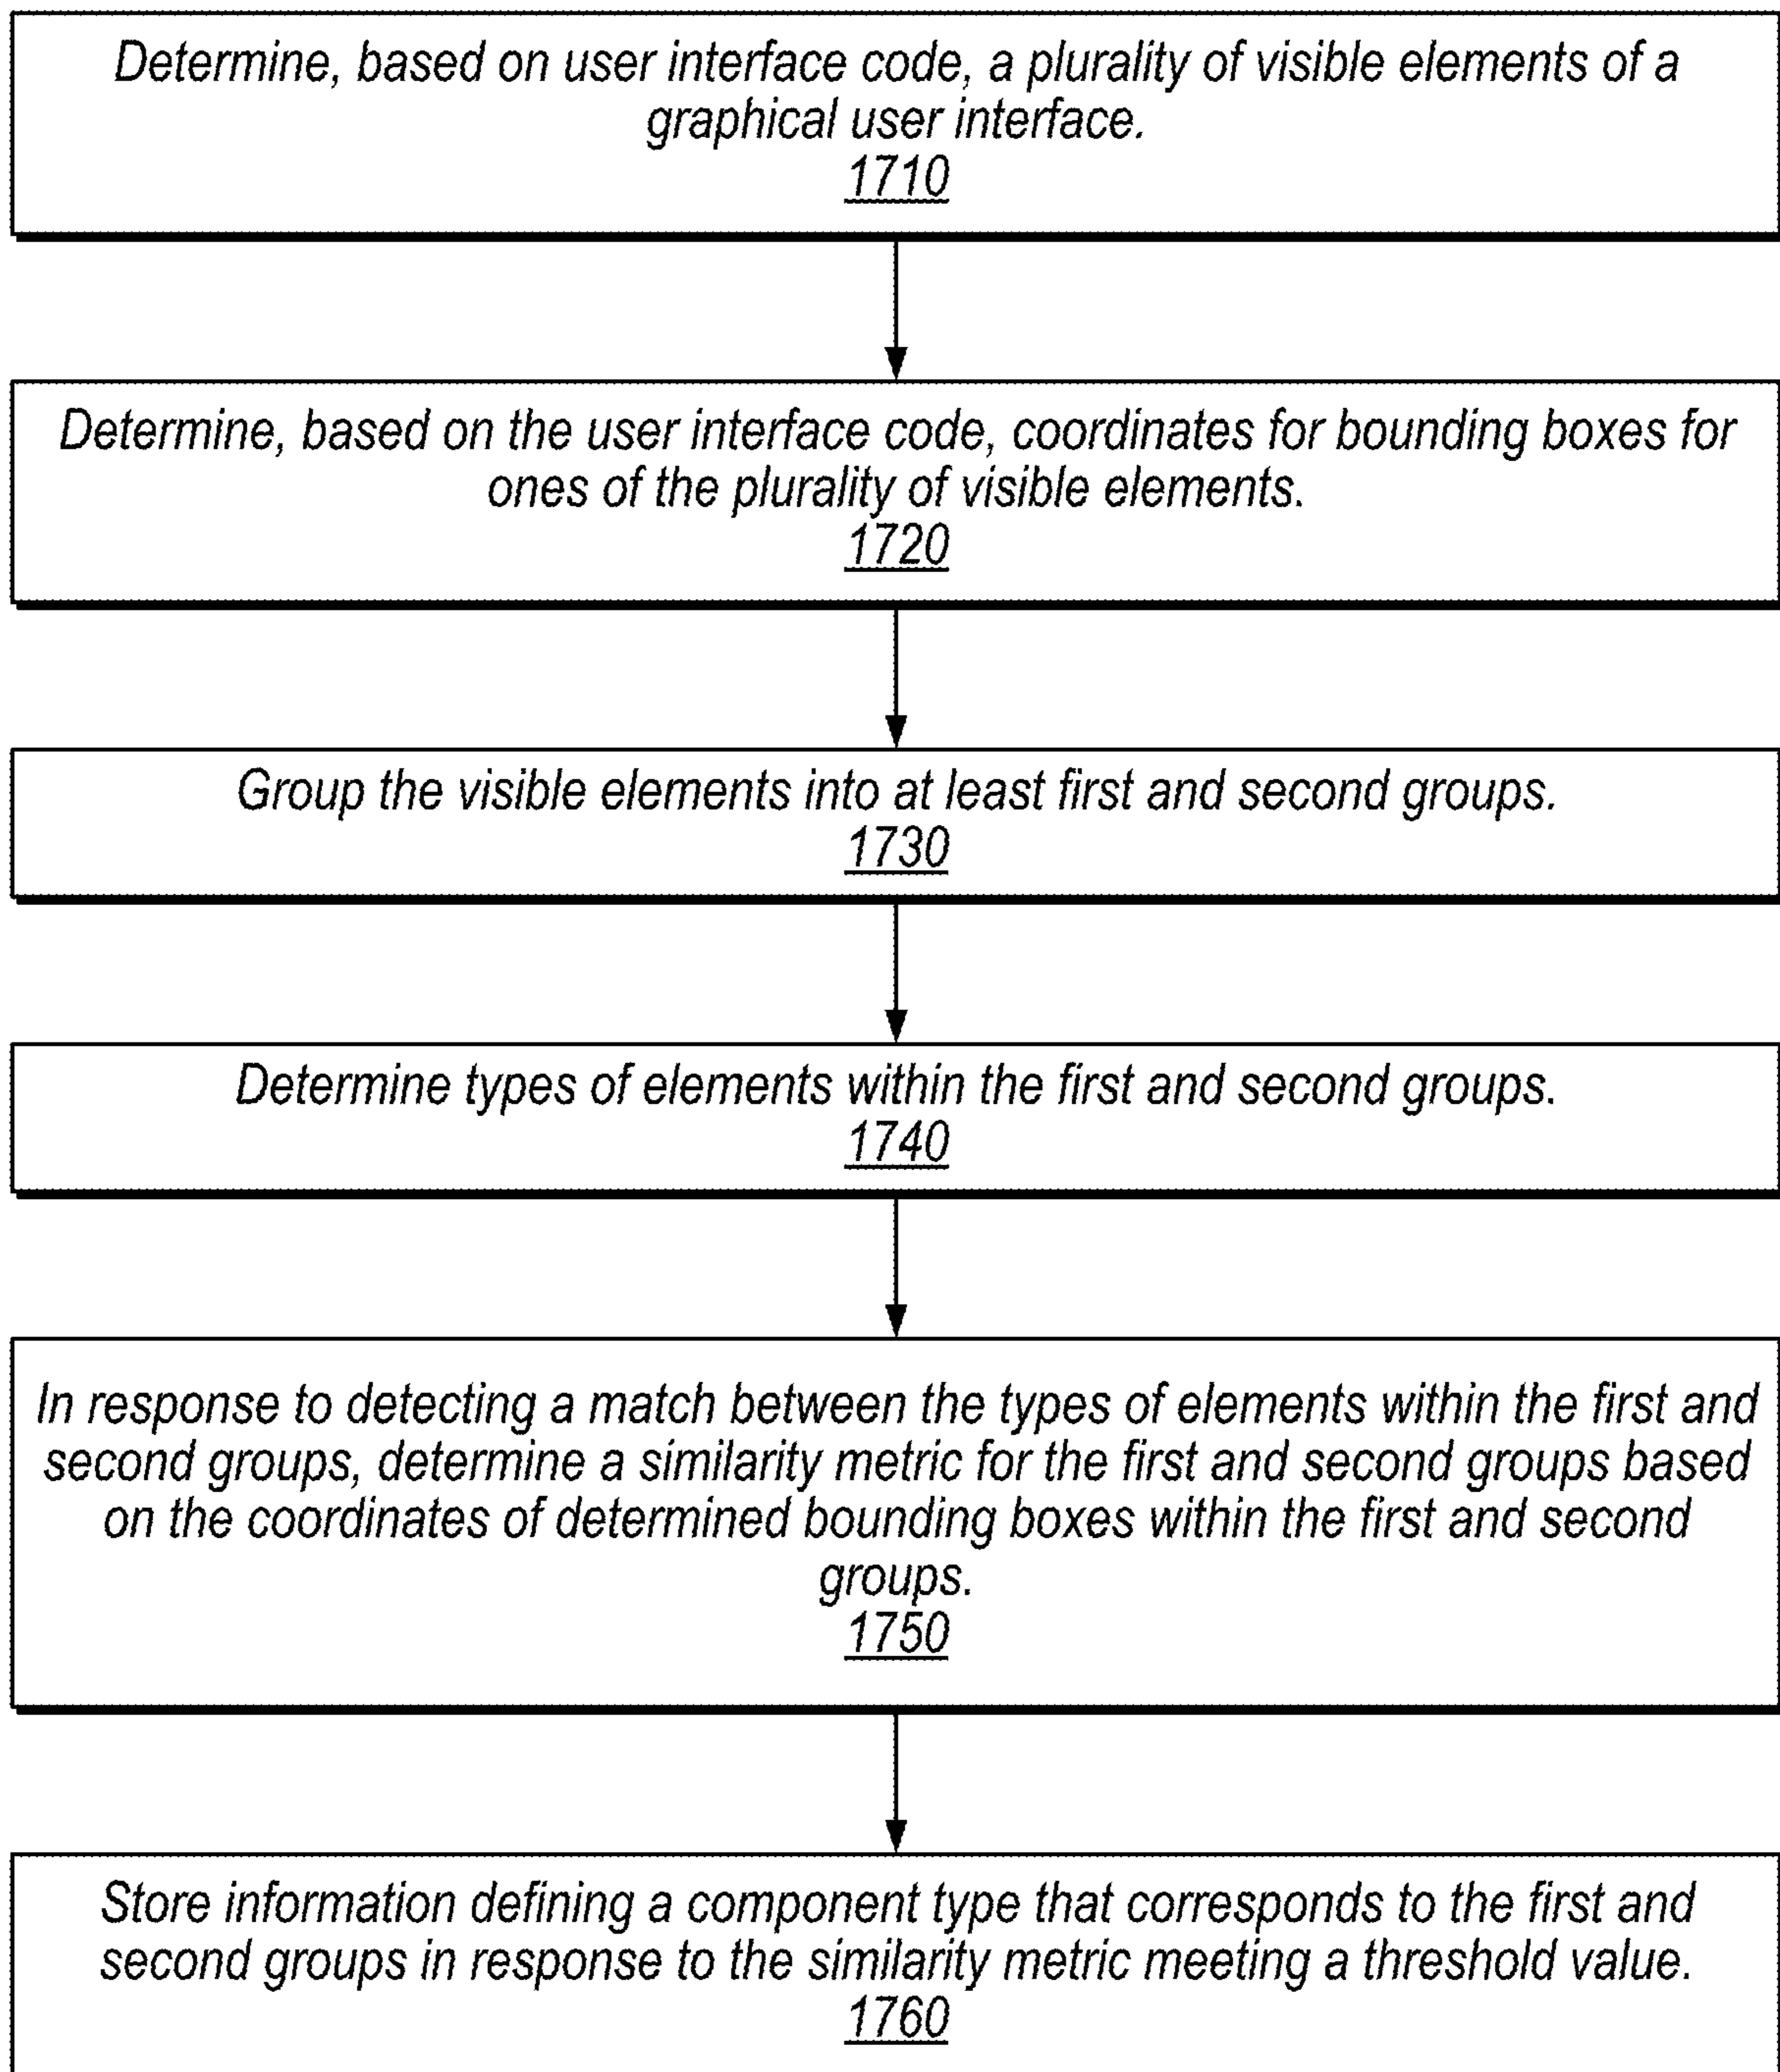 Determine, based on user interface code, a plurality of visible elements of a
graphical user interface.
1710
Determine, based on the user interface code, coordinates for bounding boxes for
ones of the plurality of visible elements.
1720
Group the visible elements into at least first and second groups.
1730
Determine types of elements within the first and second groups.
1740
In response to detecting a match between the types of elements within the first and
second groups, determine a similarity metric for the first and second groups based
on the coordinates of determined bounding boxes within the first and second
groups.
1750
Store information defining a component type that corresponds to the first and
second groups in response to the similarity metric meeting a threshold value.
1760